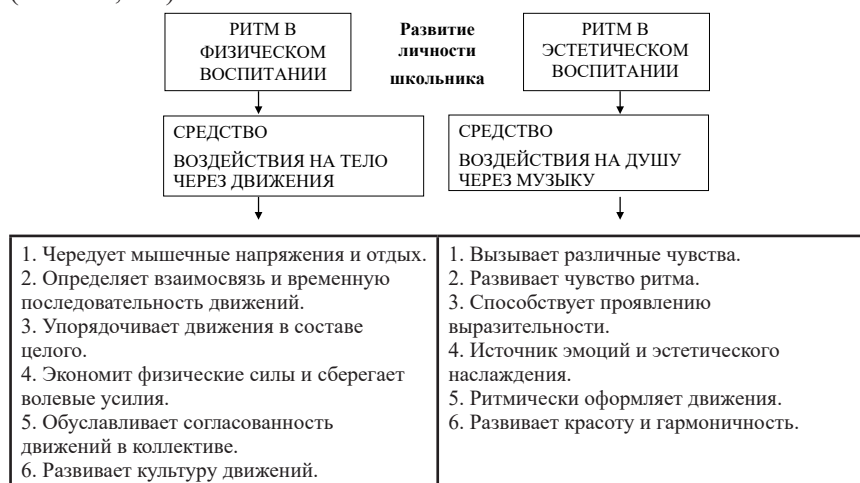 РИТМ В
ФИЗИЧЕСКОМ
ВОСПИТАНИИ
Развитие
личности
школьника
РИТМ В
ЭСТЕТИЧЕСКОМ
ВОСПИТАНИИ
СРЕДСТВО
ВОЗДЕЙСТВИЯ НА ТЕЛО
ЧЕРЕЗ ДВИЖЕНИЯ
СРЕДСТВО
ВОЗДЕЙСТВИЯ НА ДУШУ
ЧЕРЕЗ МУЗЫКУ
1. Чередует мышечные напряжения и отдых.
2. Определяет взаимосвязь и временную
последовательность движений.
3. Упорядочивает движения в составе
целого.
4. Экономит физические силы и сберегает
волевые усилия.
5. Обуславливает согласованность
движений в коллективе.
6. Развивает культуру движений.
1. Вызывает различные чувства.
2. Развивает чувство ритма.
3. Способствует проявлению
выразительности.
4. Источник эмоций и эстетического
наслаждения.
5. Ритмически оформляет движения.
6. Развивает красоту и гармоничность.